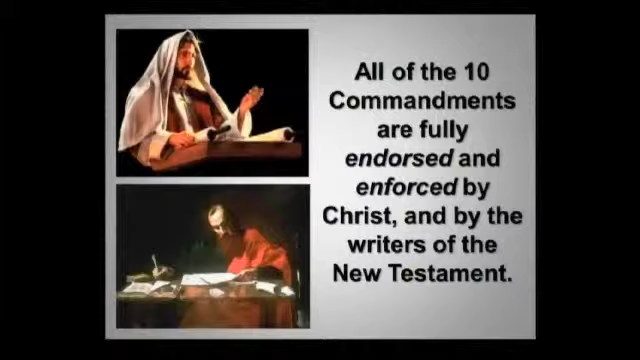 All of the 10
Commandments
are fully
endorsed and
enforced by
Christ, and by the
writers of the
New Testament.